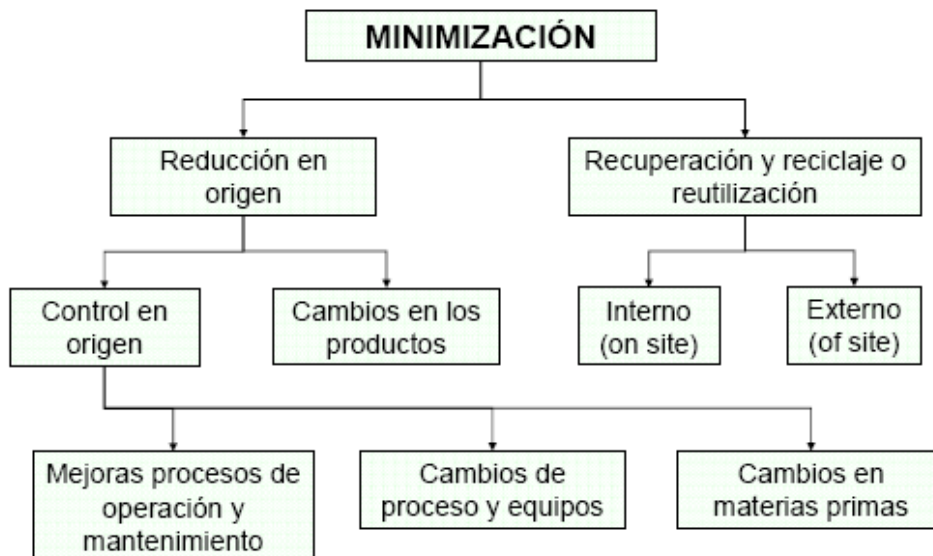 MINIMIZACIÓN
Reducción en
origen
Recuperación y reciclaje o
reutilización
Control en
origen
Cambios en los
productos
Interno
(on site)
Externo
(of site)
Mejoras procesos de
operación y
mantenimiento
Cambios de
proceso y equipos
Cambios en
materias primas